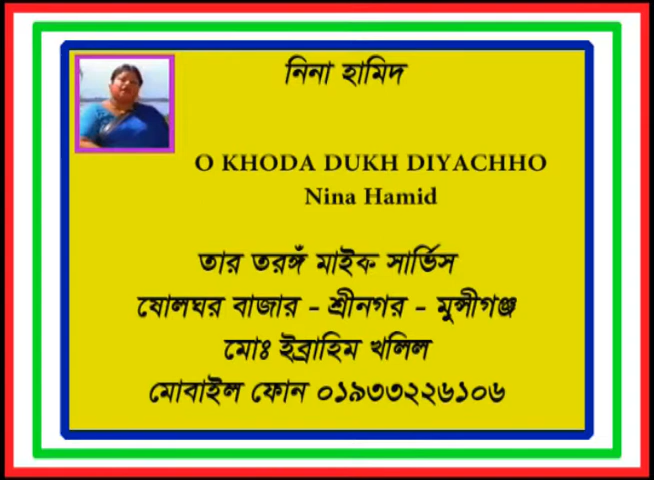 নিনা হামিদ
O KHODA DUKH DIYACHHO
Nina Hamid
তার তরঙ্গঁ মাইক সার্ভিস
ষোলঘর বাজার - শ্রীনগর - মুন্সীগঞ্জ
মোঃ ইব্রাহিম খলিল
মোবাইল ফোন ০১৯৩৩২২৬১০৬